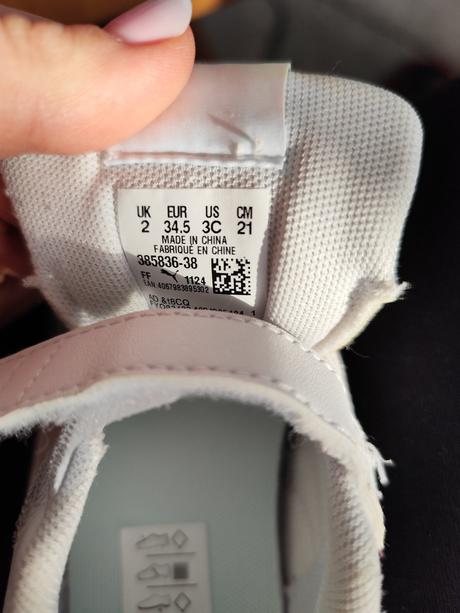 UK EUR US CM
2 34.5 3C 21
MADE IN CHINA
FABRIQUÉ EN CHINE
385836-38
FF 1124
EAN:4067983895302